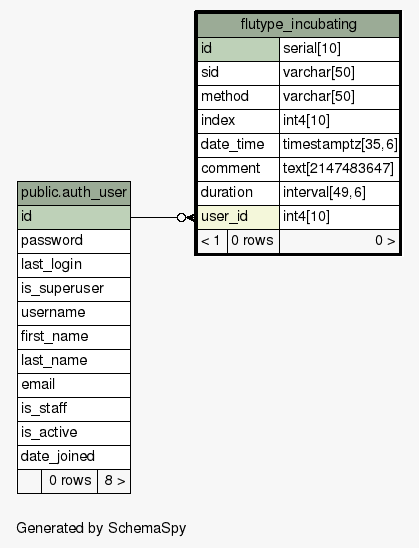 flutype_incubating
id serial[10]
sid varchar[50]
method varchar[50]
index int4[10]
date_time timestamptz[35,6]
comment text[2147483647]
duration interval[49,6]
user_id int4[10]
< 1 0 rows 0 >
public.auth_user
id
password
last_login
is_superuser
username
first_name
last_name
email
is_staff
is_active
date_joined
0 rows 8 >
Generated by SchemaSpy